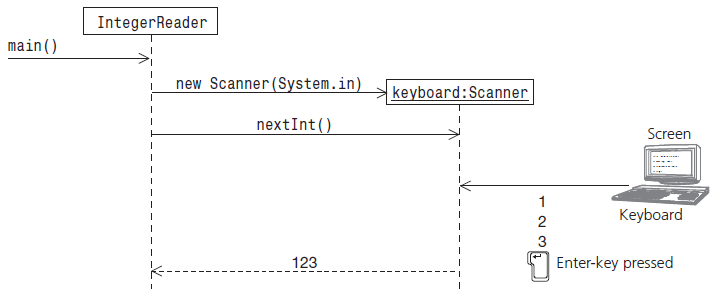 IntegerReader
main()
new Scanner(System.in)
keyboard:Scanner
nextInt()
Screen
1
2
3
Keyboard
Enter-key pressed
123